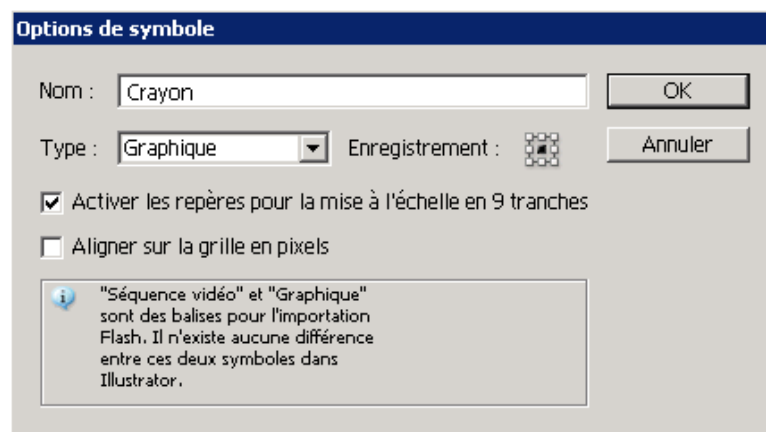 Options de symbole
Nom : Crayon OK
Type : Graphique Enregistrement : Annuler
Activer les repères pour la mise à l'échelle en 9 tranches
Aligner sur la grille en pixels
"Séquence vidéo" et "Graphique"
sont des balises pour l'importation
Flash. Il n'existe aucune différence
entre ces deux symboles dans
Illustrator.